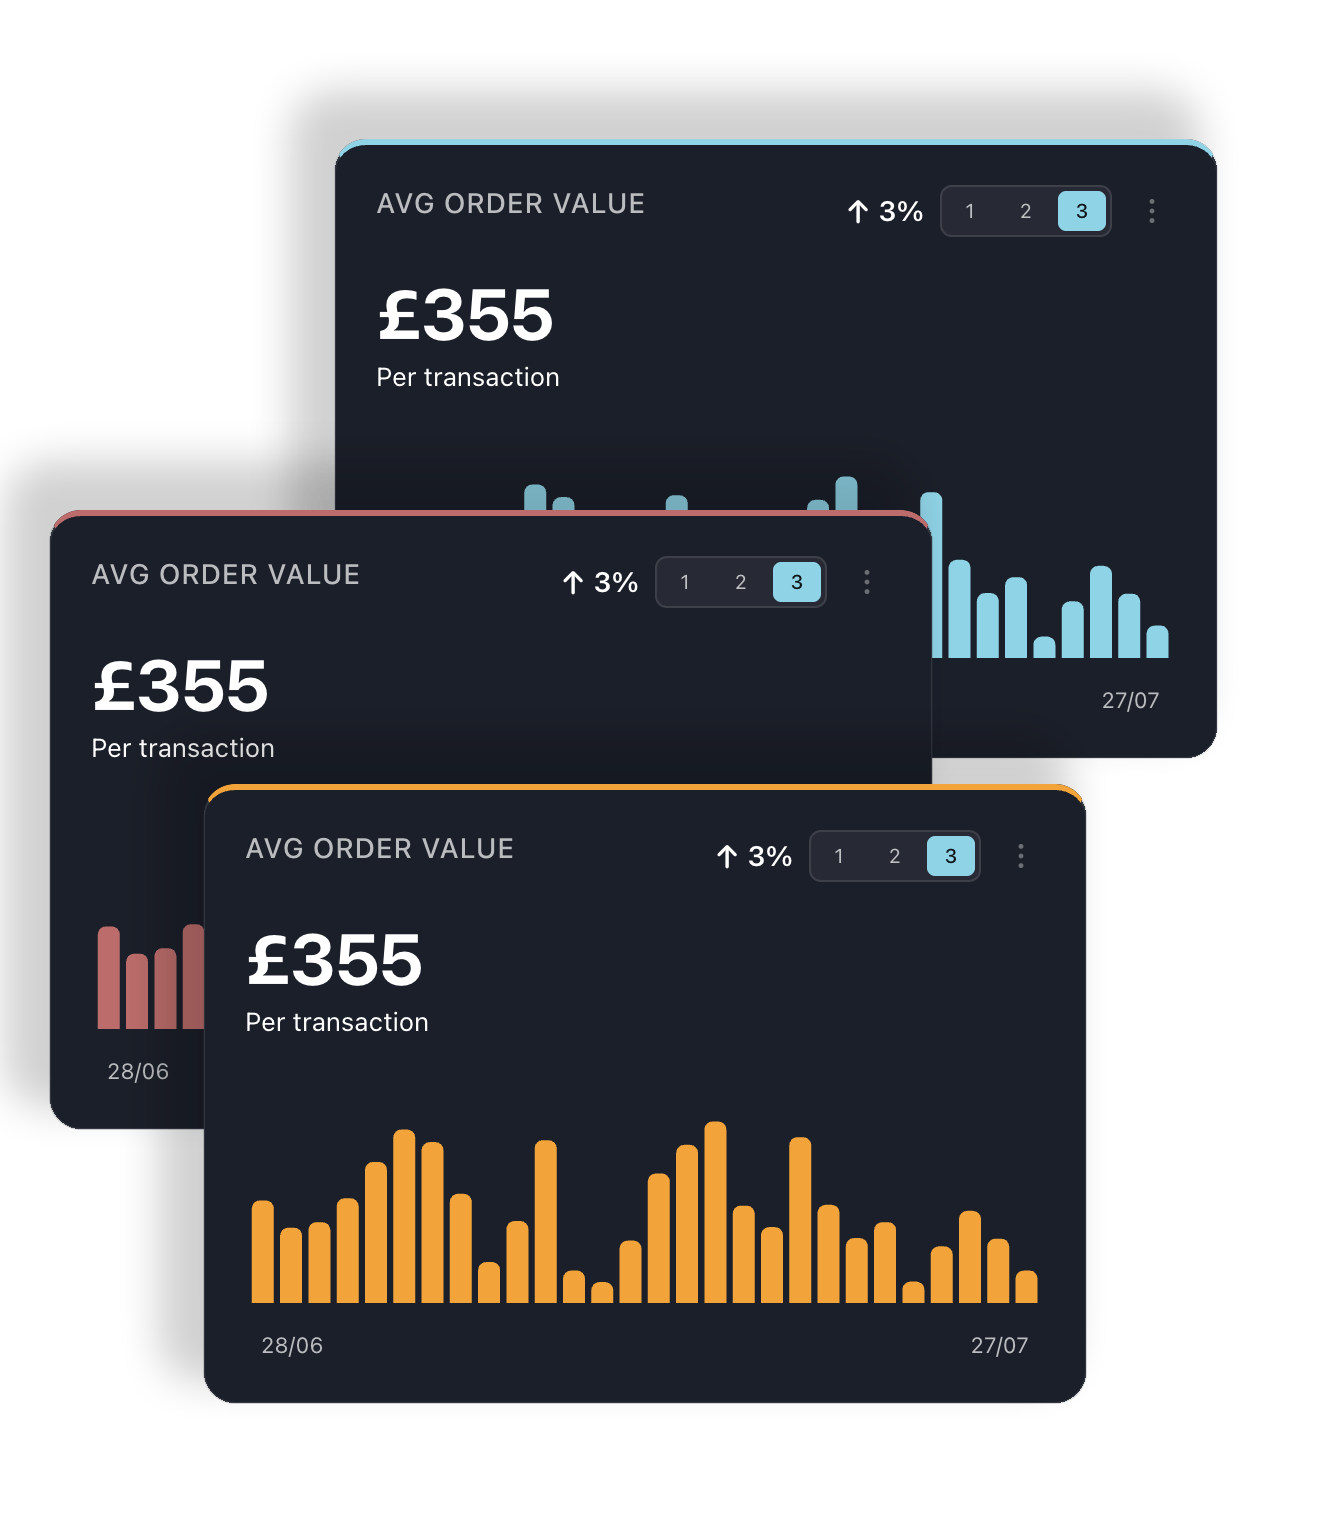 AVG ORDER VALUE
↑ 3% 1 2 3
£355
Per transaction
27/07
AVG ORDER VALUE
↑ 3% 1 2 3
£355
Per transaction
28/06
AVG ORDER VALUE
↑ 3% 1 2 3
£355
Per transaction
28/06 27/07